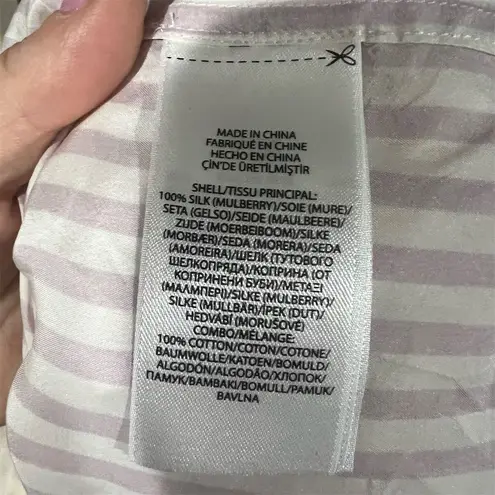 MADE IN CHINA
FABRIQUÉ EN CHINE
HECHO EN CHINA
ÇİN'DE ÜRETİLMİŞTİR
SHELL/TISSU PRINCIPAL:
100% SILK (MULBERRY)/SOIE (MURE)/
SETA (GELSO)/SEIDE (MAULBEERE)/
ZIJDE (MOERBEIBOOM)/SILKE
(MORBÆR)/SEDA (MORERA)/SEDA
(AMOREIRA)/ШЕЛК (ТУТОВОГО
ШЕЛКОПРЯДА)/КОПРИНА (ОТ
КОПРИНЕНИ БУБИ)/ΜΕΤΑΞΙ
(ΜΑΛΜΠΕΡΙ)/SILKE (MULBERRY)/
SILKE (MULLBÄR)/İPEK (DUT)/
HEDVÁBÍ (MORUŠOVÉ)
COMBO/MÉLANGE:
100% COTTON/COTON/COTONE/
BAUMWOLLE/KATOEN/BOMULD/
ALGODÓN/ALGODÃO/ХЛОПОК/
ПАМУК/ΒΑΜΒΑΚΙ/BOMULL/PAMUK/
BAVLNA